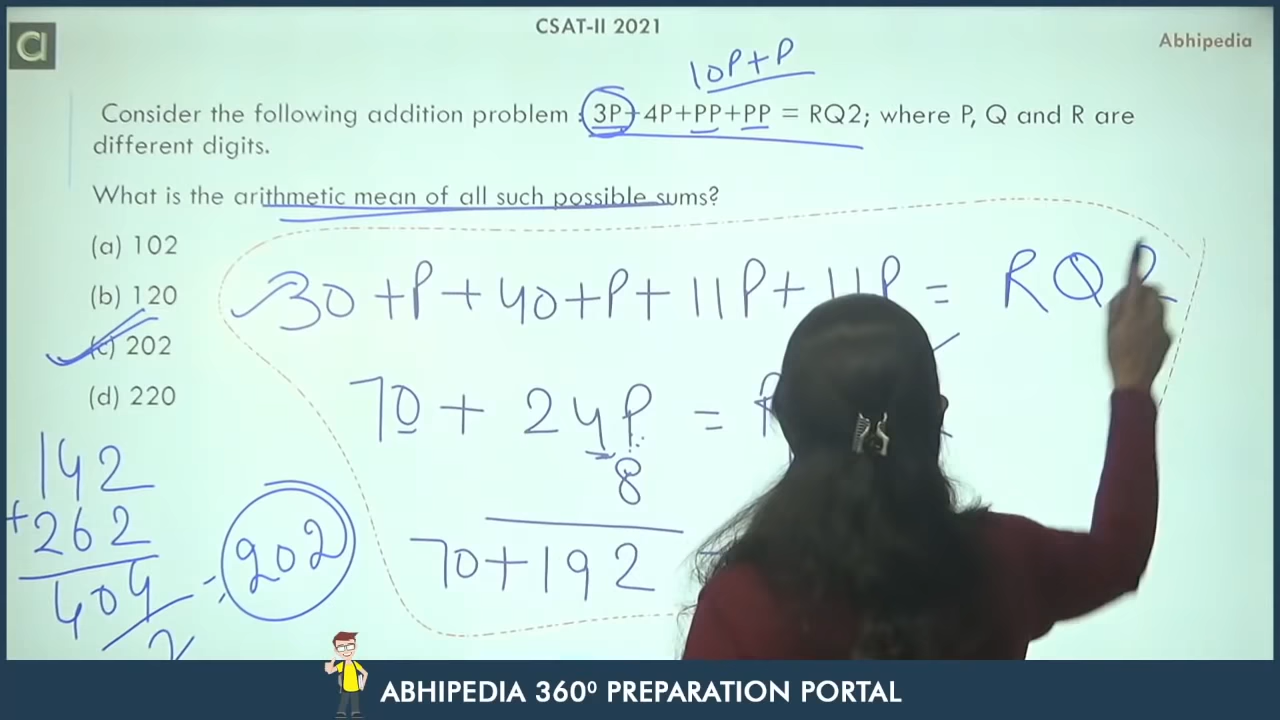 CSAT-II 2021
Abhipedia
10P+P
Consider the following addition problem : 3P+4P+PP+PP = RQ2; where P, Q and R are
different digits.
What is the arithmetic mean of all such possible sums?
(a) 102
(b) 120
(c) 202
(d) 220
30+P+40+P+11P+11P = RQ2
70+24P =
8
70+192
142
+262
404
2
= 202
ABHIPEDIA 360⁰ PREPARATION PORTAL